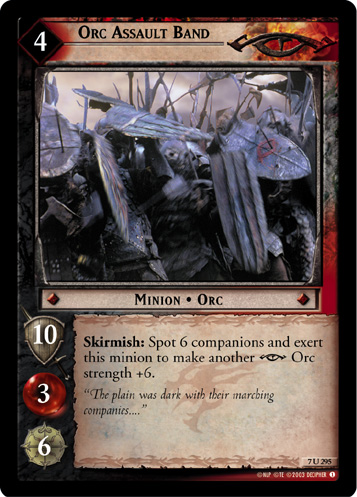 4
Orc Assault Band
Minion • Orc
10
3
6
Skirmish: Spot 6 companions and exert
this minion to make another Orc
strength +6.
"The plain was dark with their marching
companies...."
7 U 295
©NLP ©TE ©2003 DECIPHER